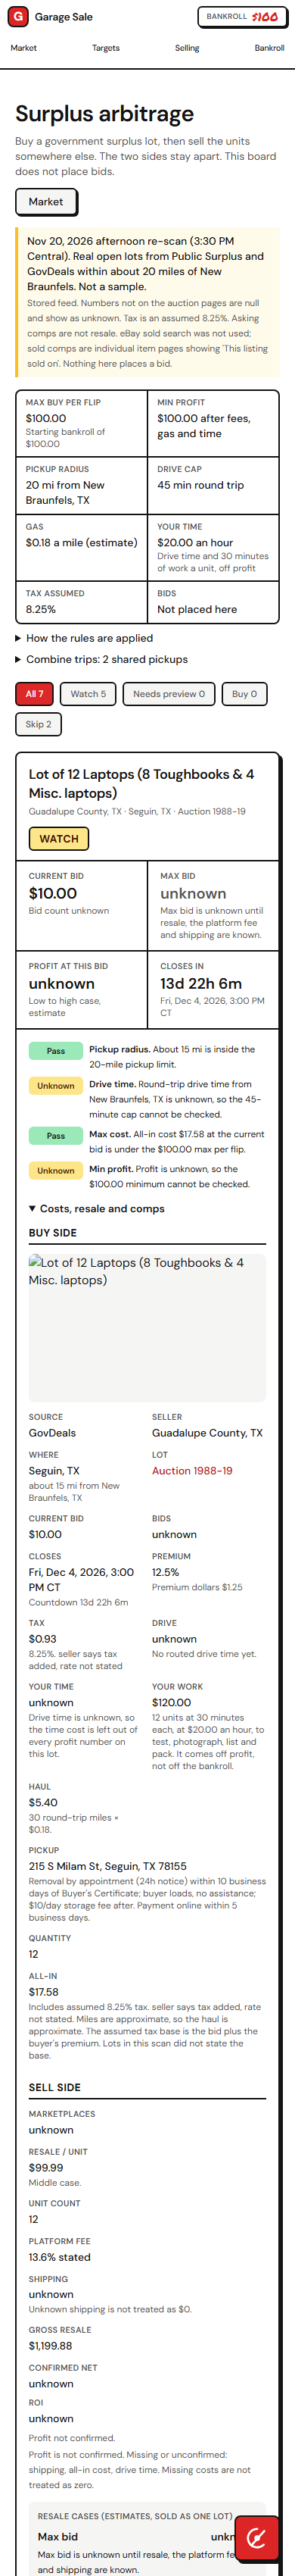 G Garage Sale
BANKROLL $100
Market Targets Selling Bankroll
Surplus arbitrage
Buy a government surplus lot, then sell the units
somewhere else. The two sides stay apart. This board
does not place bids.
Market
Nov 20, 2026 afternoon re-scan (3:30 PM
Central). Real open lots from Public Surplus and
GovDeals within about 20 miles of New
Braunfels. Not a sample.
Stored feed. Numbers not on the auction pages are null
and show as unknown. Tax is an assumed 8.25%. Asking
comps are not resale. eBay sold search was not used;
sold comps are individual item pages showing 'This listing
sold on'. Nothing here places a bid.
MAX BUY PER FLIP
$100.00
Starting bankroll of
$100.00
MIN PROFIT
$100.00 after fees,
gas and time
PICKUP RADIUS
20 mi from New
Braunfels, TX
DRIVE CAP
45 min round trip
GAS
$0.18 a mile (estimate)
YOUR TIME
$20.00 an hour
Drive time and 30 minutes
of work a unit, off profit
TAX ASSUMED
8.25%
BIDS
Not placed here
▶ How the rules are applied
▶ Combine trips: 2 shared pickups
All 7 Watch 5 Needs preview 0 Buy 0
Skip 2
Lot of 12 Laptops (8 Toughbooks & 4
Misc. laptops)
Guadalupe County, TX · Seguin, TX · Auction 1988-19
WATCH
CURRENT BID
$10.00
Bid count unknown
MAX BID
unknown
Max bid is unknown until
resale, the platform fee
and shipping are known.
PROFIT AT THIS BID
unknown
Low to high case,
estimate
CLOSES IN
13d 22h 6m
Fri, Dec 4, 2026, 3:00 PM
CT
Pass Pickup radius. About 15 mi is inside the
20-mile pickup limit.
Unknown Drive time. Round-trip drive time from
New Braunfels, TX is unknown, so the 45-
minute cap cannot be checked.
Pass Max cost. All-in cost $17.58 at the current
bid is under the $100.00 max per flip.
Unknown Min profit. Profit is unknown, so the
$100.00 minimum cannot be checked.
▼ Costs, resale and comps
BUY SIDE
Lot of 12 Laptops (8 Toughbooks & 4
Misc. laptops)
SOURCE
GovDeals
SELLER
Guadalupe County, TX
WHERE
Seguin, TX
about 15 mi from New
Braunfels, TX
LOT
Auction 1988-19
CURRENT BID
$10.00
BIDS
unknown
CLOSES
Fri, Dec 4, 2026, 3:00
PM CT
Countdown 13d 22h 6m
PREMIUM
12.5%
Premium dollars $1.25
TAX
$0.93
8.25%. seller says tax
added, rate not stated
DRIVE
unknown
No routed drive time yet.
YOUR TIME
unknown
Drive time is unknown, so
the time cost is left out of
every profit number on
this lot.
YOUR WORK
$120.00
12 units at 30 minutes
each, at $20.00 an hour, to
test, photograph, list and
pack. It comes off profit,
not off the bankroll.
HAUL
$5.40
30 round-trip miles ×
$0.18.
PICKUP
215 S Milam St, Seguin, TX 78155
Removal by appointment (24h notice) within 10 business
days of Buyer's Certificate; buyer loads, no assistance;
$10/day storage fee after. Payment online within 5
business days.
QUANTITY
12
ALL-IN
$17.58
Includes assumed 8.25% tax. seller says tax added, rate
not stated. Miles are approximate, so the haul is
approximate. The assumed tax base is the bid plus the
buyer's premium. Lots in this scan did not state the
base.
SELL SIDE
MARKETPLACES
unknown
RESALE / UNIT
$99.99
Middle case.
UNIT COUNT
12
PLATFORM FEE
13.6% stated
SHIPPING
unknown
Unknown shipping is not treated as $0.
GROSS RESALE
$1,199.88
CONFIRMED NET
unknown
ROI
unknown
Profit not confirmed.
Profit is not confirmed. Missing or unconfirmed:
shipping, all-in cost, drive time. Missing costs are not
treated as zero.
RESALE CASES (ESTIMATES, SOLD AS ONE LOT)
Max bid
Max bid is unknown until resale, the platform
and shipping are known.